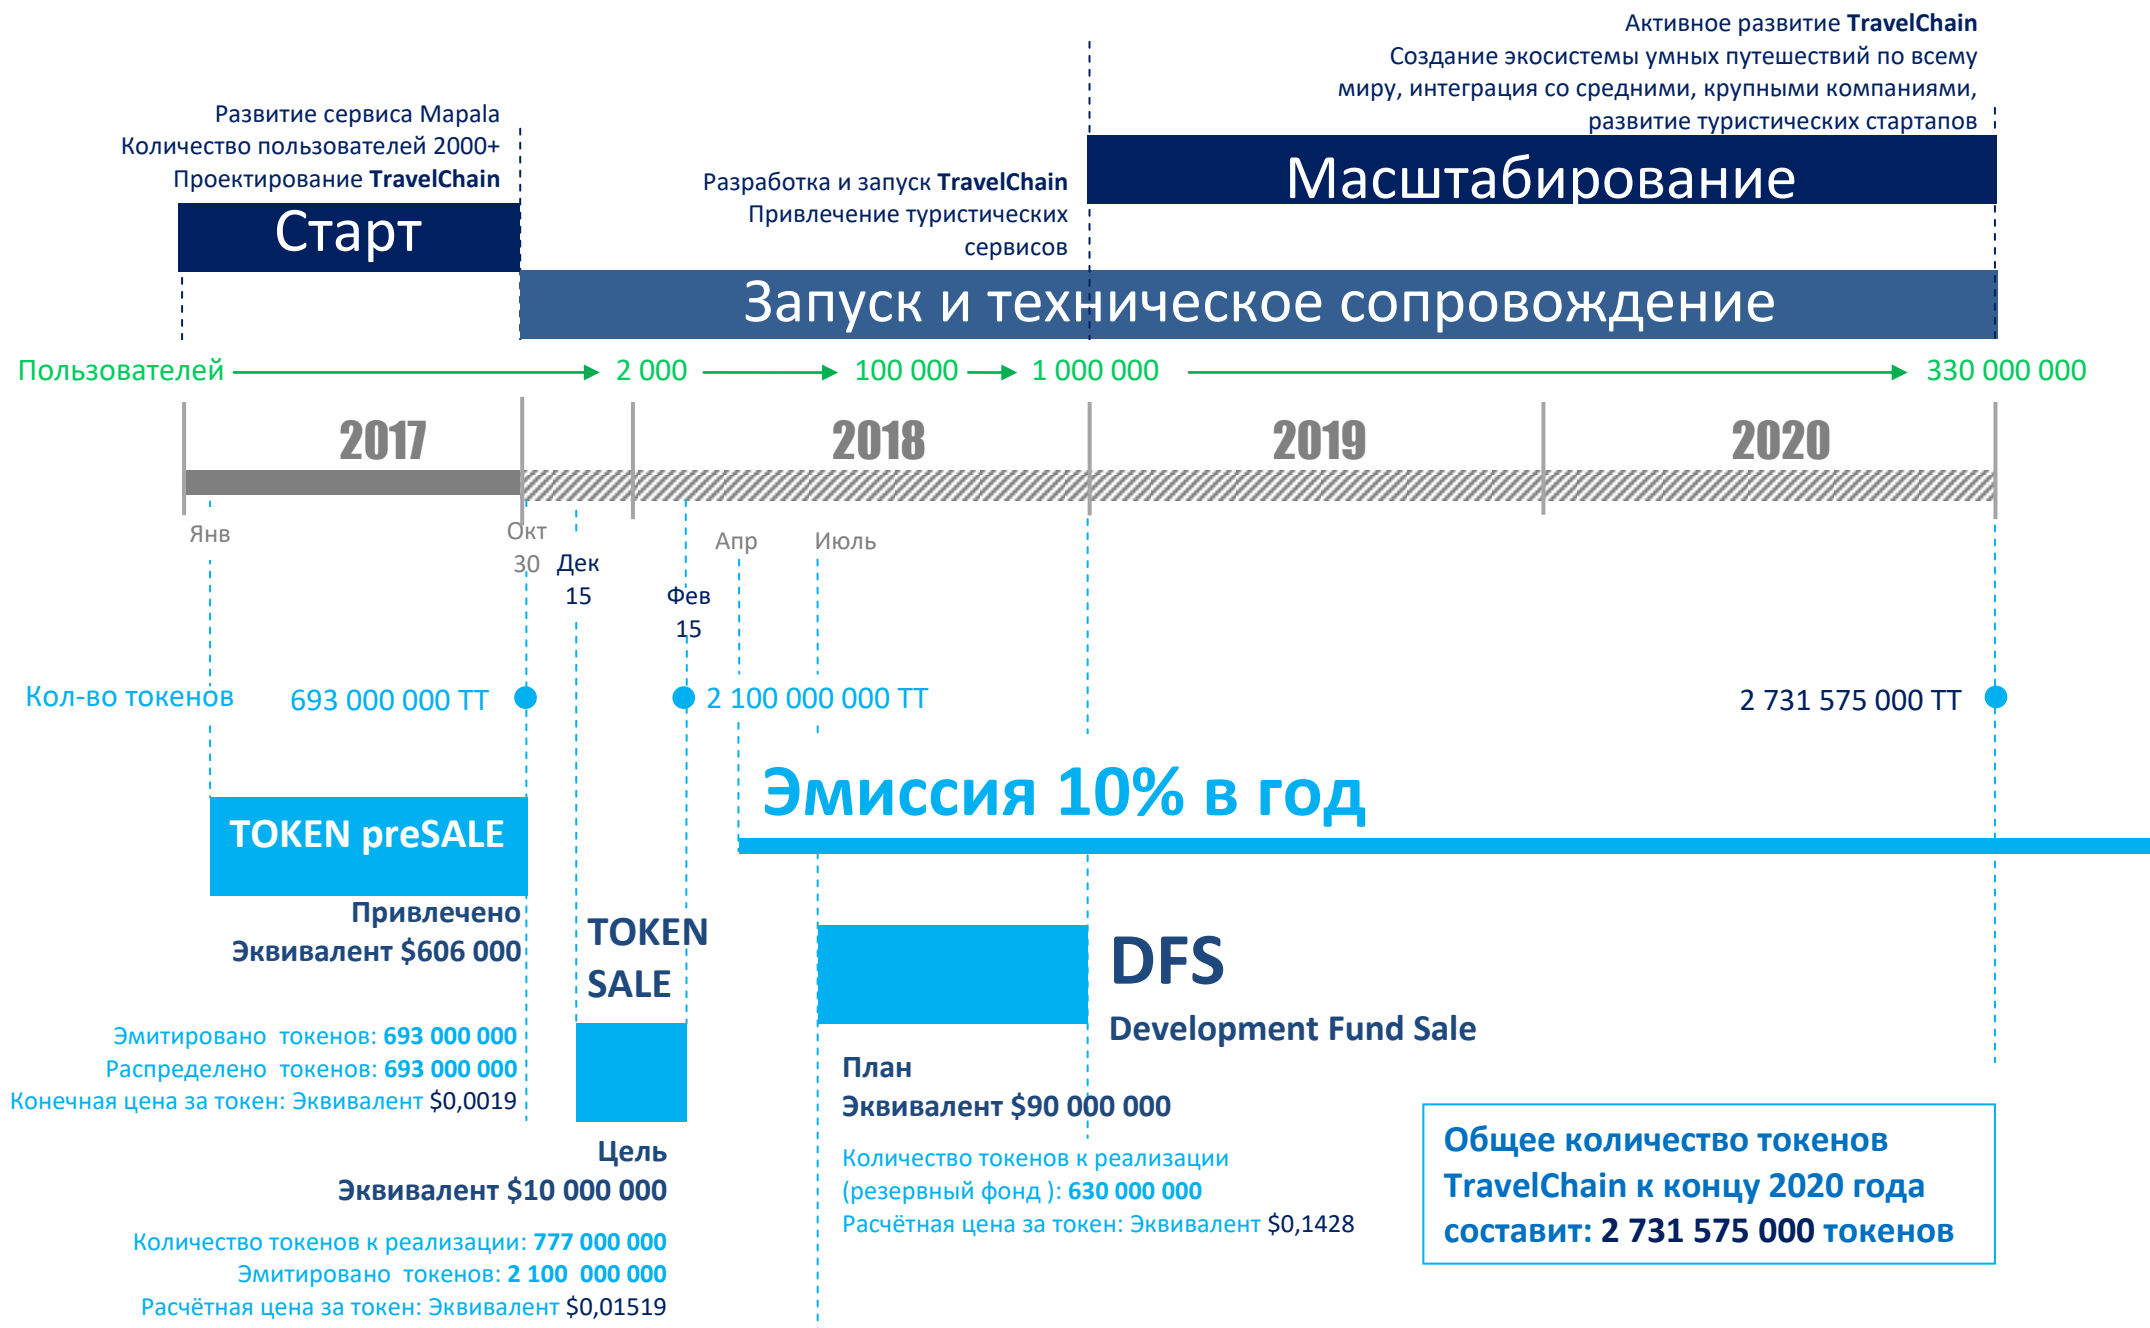 Активное развитие TravelChain
Создание экосистемы умных путешествий по всему
миру, интеграция со средними, крупными компаниями,
развитие туристических стартапов
Развитие сервиса Mapala
Количество пользователей 2000+
Проектирование TravelChain
Разработка и запуск TravelChain
Привлечение туристических
сервисов
Масштабирование
Старт
Запуск и техническое сопровождение
Пользователей 2 000 100 000 1 000 000 330 000 000
2017 2018 2019 2020
Янв
Окт
30
Дек
15
Фев
15
Апр
Июль
Кол-во токенов 693 000 000 TT 2 100 000 000 TT 2 731 575 000 TT
Эмиссия 10% в год
TOKEN preSALE
Привлечено
Эквивалент $606 000
Эмитировано токенов: 693 000 000
Распределено токенов: 693 000 000
Конечная цена за токен: Эквивалент $0,0019
TOKEN
SALE
Цель
Эквивалент $10 000 000
Количество токенов к реализации: 777 000 000
Эмитировано токенов: 2 100 000 000
Расчётная цена за токен: Эквивалент $0,01519
DFS
Development Fund Sale
План
Эквивалент $90 000 000
Количество токенов к реализации
(резервный фонд ): 630 000 000
Расчётная цена за токен: Эквивалент $0,1428
Общее количество токенов
TravelChain к концу 2020 года
составит: 2 731 575 000 токенов